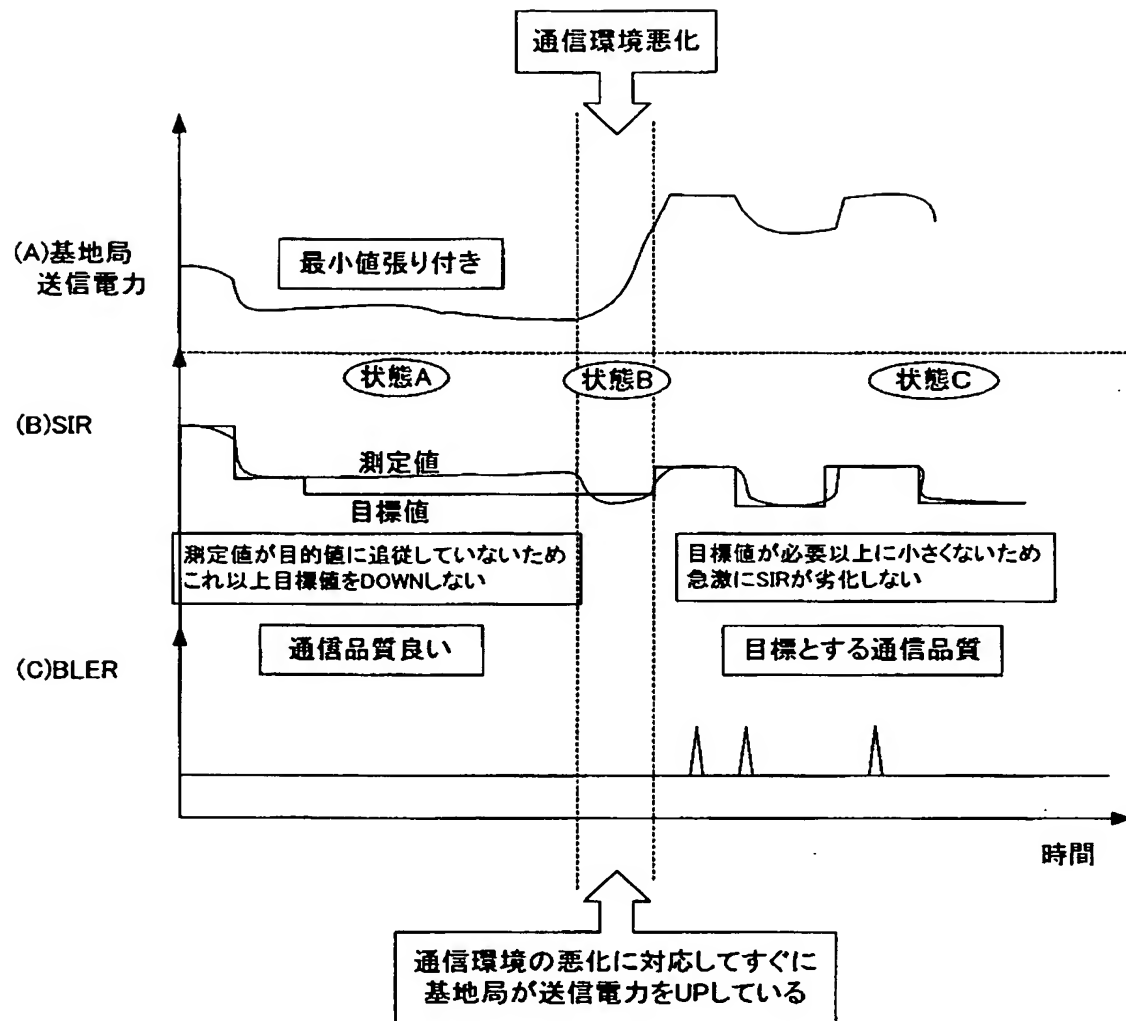 通信環境悪化
(A)基地局
送信電力
最小値張り付き
状態A
状態B
状態C
(B)SIR
測定値
目標値
測定値が目的値に追従していないため
これ以上目標値をDOWNしない
目標値が必要以上に小さくないため
急激にSIRが劣化しない
通信品質良い
目標とする通信品質
(C)BLER
時間
通信環境の悪化に対応してすぐに
基地局が送信電力をUPしている